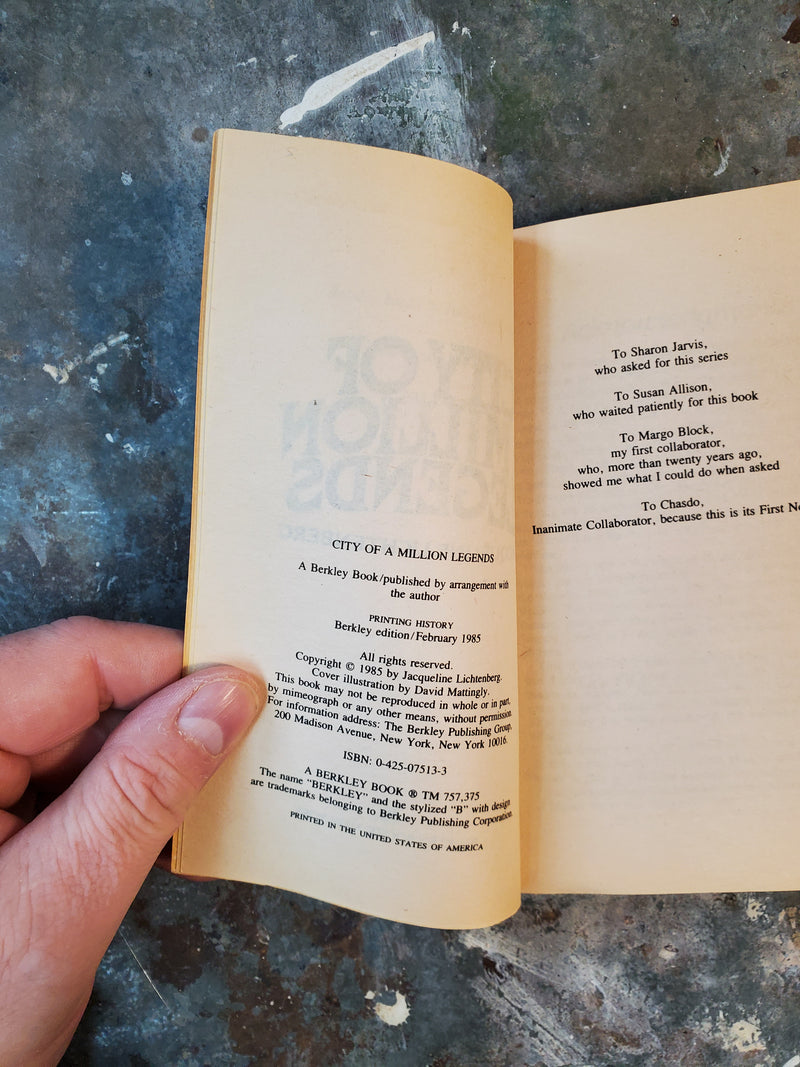 CITY OF A MILLION LEGENDS
A Berkley Book/published by arrangement with
the author
PRINTING HISTORY
Berkley edition/February 1985
All rights reserved.
Copyright © 1985 by Jacqueline Lichtenberg.
Cover illustration by David Mattingly.
This book may not be reproduced in whole or in part,
by mimeograph or any other means, without permission.
For information address: The Berkley Publishing Group,
200 Madison Avenue, New York, New York 10016.
ISBN: 0-425-07513-3
A BERKLEY BOOK ® TM 757,375
The name "BERKLEY" and the stylized "B" with design
are trademarks belonging to Berkley Publishing Corporation.
PRINTED IN THE UNITED STATES OF AMERICA
To Sharon Jarvis,
who asked for this series
To Susan Allison,
who waited patiently for this book
To Margo Block,
my first collaborator,
who, more than twenty years ago,
showed me what I could do when asked
To Chasdo,
Inanimate Collaborator, because this is its First